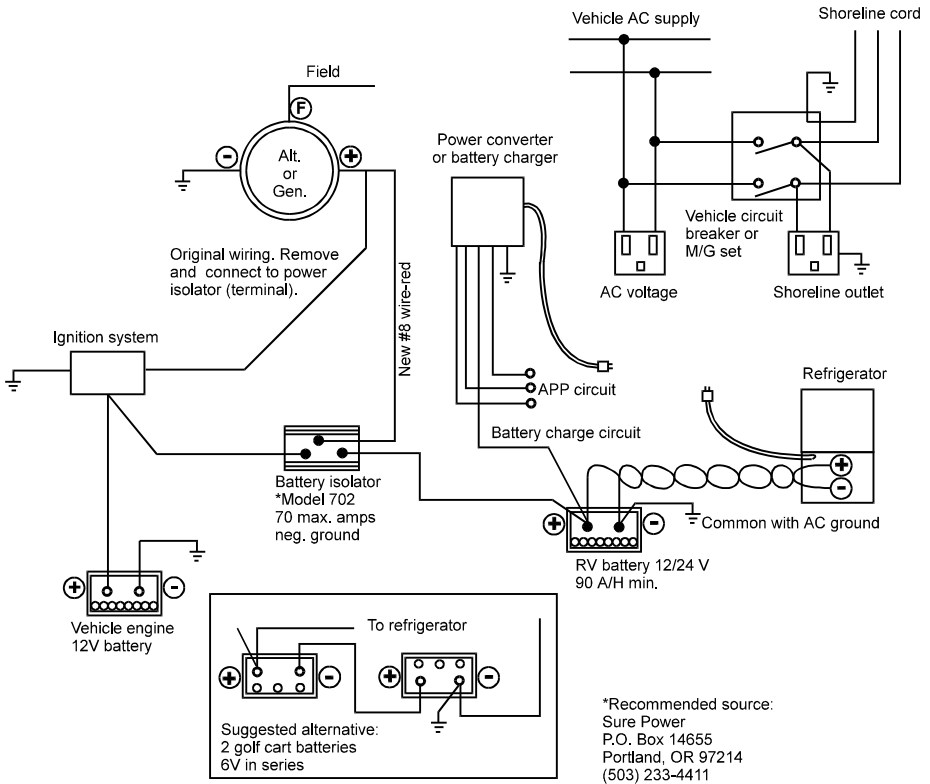 Vehicle AC supply
Shoreline cord
Field
F
Alt.
or
Gen.
-
+
Power converter
or battery charger
Original wiring. Remove
and connect to power
isolator (terminal).
New #8 wire-red
Vehicle circuit
breaker or
M/G set
AC voltage
Shoreline outlet
Ignition system
APP circuit
Refrigerator
+
-
Battery charge circuit
Battery isolator
*Model 702
70 max. amps
neg. ground
+
-
Common with AC ground
RV battery 12/24 V
90 A/H min.
+
-
Vehicle engine
12V battery
To refrigerator
+
-
+
-
Suggested alternative:
2 golf cart batteries
6V in series
*Recommended source:
Sure Power
P.O. Box 14655
Portland, OR 97214
(503) 233-4411